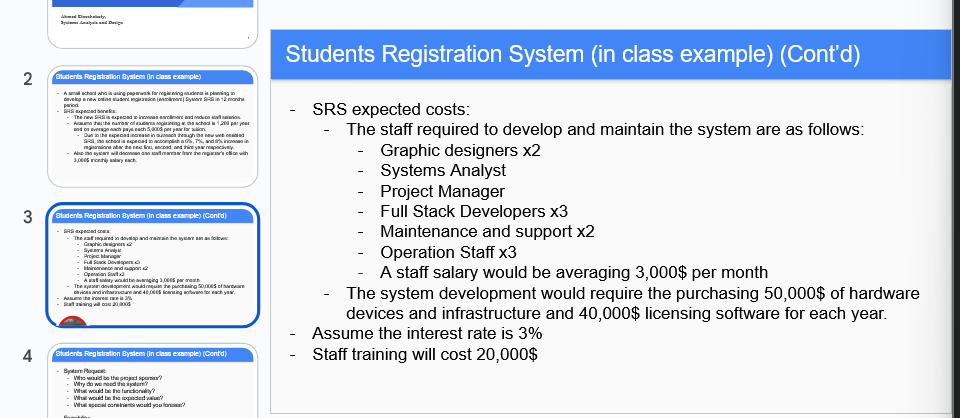 Ahmed Elmahalawy,
Systems Analysis and Design
2
Students Registration System (in class example)
- A small school who is using paperwork for registering students is planning to
develop a new online student registration (enrollment) System SRS in 12 months
period.
- SRS expected benefits:
- The new SRS is expected to increase enrollment and reduce staff salaries.
- Assume that the number of students registering at the school is 1,200 per year
and on average each pays each 5,000$ per year for tuition.
- Due to the expected increase in outreach through the new web enabled
SRS, the school is expected to accomplish a 6%, 7%, and 8% increase in
registrations after the next first, second, and third year respectively.
- Also the system will decrease one staff member from the registrar's office with
3,000$ monthly salary each.
3
Students Registration System (in class example) (Cont'd)
- SRS expected costs:
- The staff required to develop and maintain the system are as follows:
- Graphic designers x2
- Systems Analyst
- Project Manager
- Full Stack Developers x3
- Maintenance and support x2
- Operation Staff x3
- A staff salary would be averaging 3,000$ per month
- The system development would require the purchasing 50,000$ of hardware
devices and infrastructure and 40,000$ licensing software for each year.
- Assume the interest rate is 3%
- Staff training will cost 20,000$
4
Students Registration System (in class example) (Cont'd)
- System Request:
- Who would be the project sponsor?
- Why do we need the system?
- What would be the functionality?
- What would be the expected value?
- What special constraints would you foresee?
Students Registration System (in class example) (Cont'd)
- SRS expected costs:
- The staff required to develop and maintain the system are as follows:
- Graphic designers x2
- Systems Analyst
- Project Manager
- Full Stack Developers x3
- Maintenance and support x2
- Operation Staff x3
- A staff salary would be averaging 3,000$ per month
- The system development would require the purchasing 50,000$ of hardware
devices and infrastructure and 40,000$ licensing software for each year.
- Assume the interest rate is 3%
- Staff training will cost 20,000$